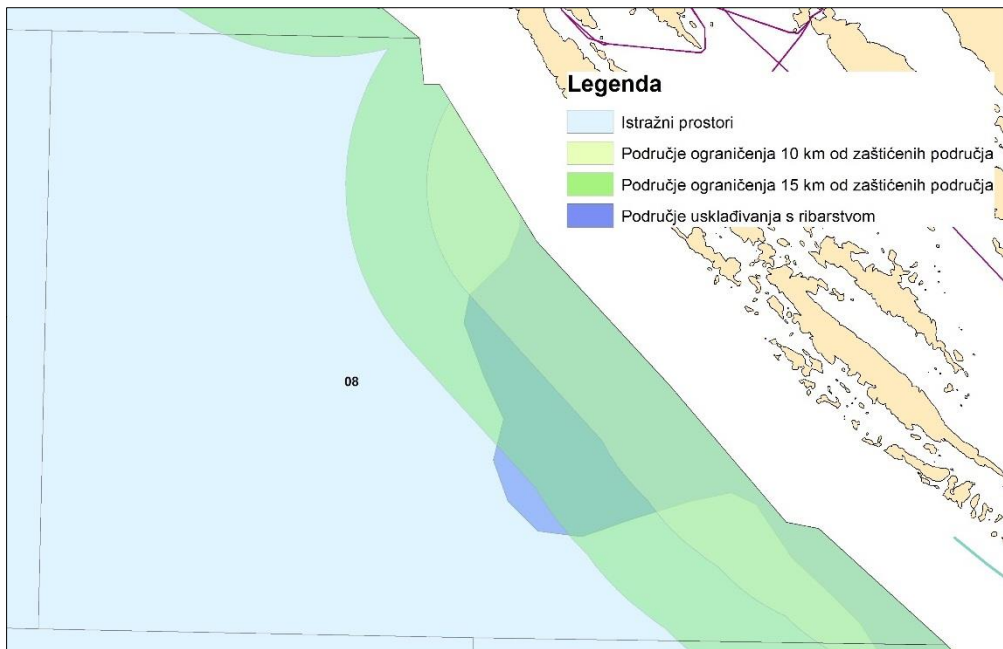 Legenda
Istražni prostori
Područje ograničenja 10 km od zaštićenih područja
Područje ograničenja 15 km od zaštićenih područja
Područje usklađivanja s ribarstvom
08